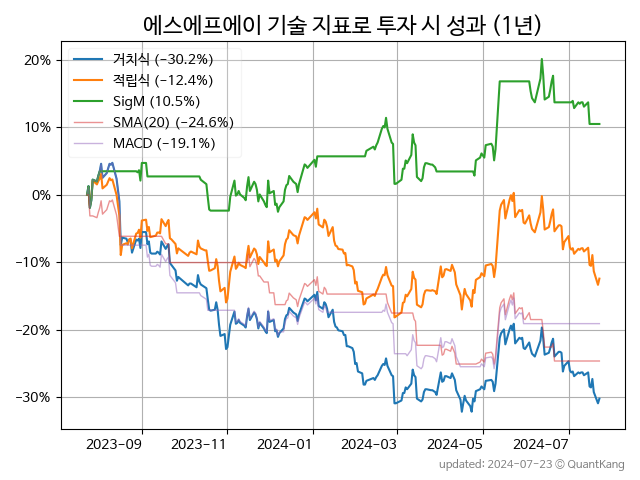 에스에프에이 기술 지표로 투자 시 성과 (1년)
거치식 (−30.2%)
적립식 (−12.4%)
SigM (10.5%)
SMA(20) (−24.6%)
MACD (−19.1%)
20%
10%
0%
−10%
−20%
−30%
2023-09
2023-11
2024-01
2024-03
2024-05
2024-07
updated: 2024-07-23 © QuantKang